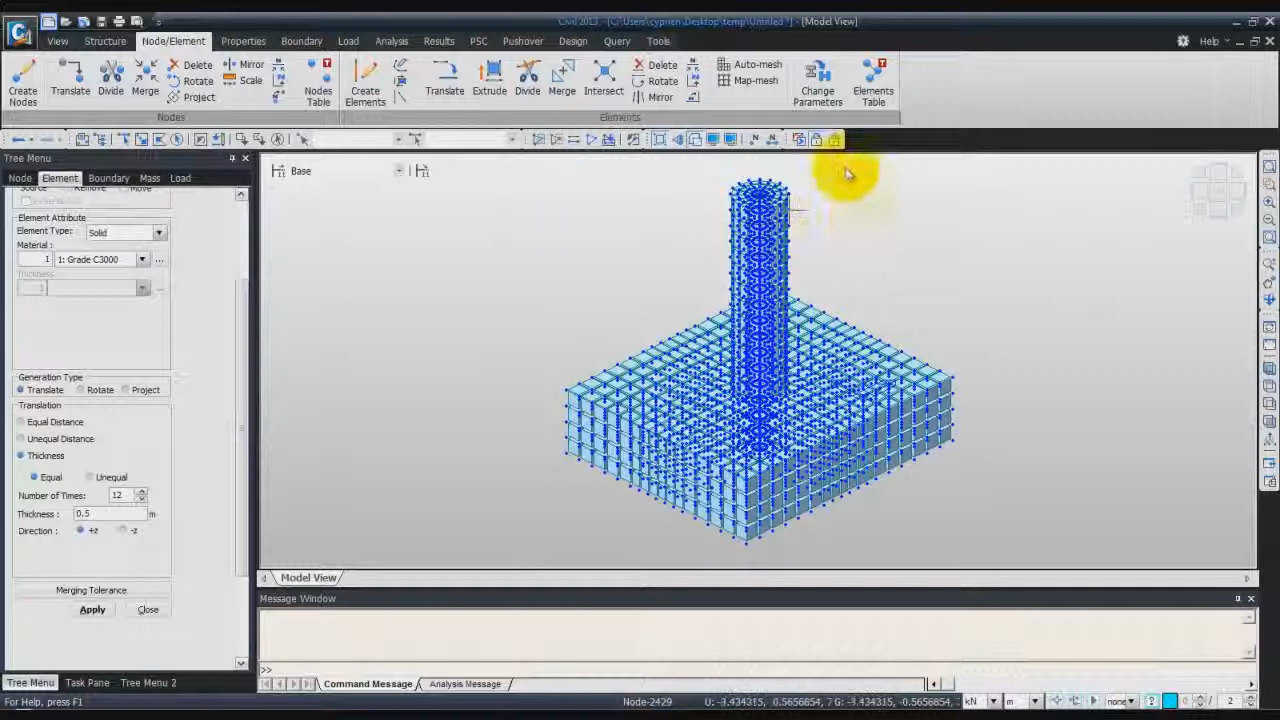 Civil 2013 - [C:\Users\cyprien\Desktop\temp\Untitled *] - [Model View]
View Structure Node/Element Properties Boundary Load Analysis Results PSC Pushover Design Query Tools Help
Create Nodes
Translate
Divide
Merge
Delete
Rotate
Project
Mirror
Scale
Nodes Table
Create Elements
Translate
Extrude
Divide
Merge
Intersect
Delete
Rotate
Mirror
Auto-mesh
Map-mesh
Change Parameters
Elements Table
Nodes
Elements
Tree Menu
Node Element Boundary Mass Load
Base
Source Remove Move
Element Attribute
Element Type: Solid
Material :
1 1: Grade C3000 ...
Thickness :
Generation Type
Translate Rotate Project
Translation
Equal Distance
Unequal Distance
Thickness
Equal Unequal
Number of Times: 12
Thickness : 0.5 m
Direction : +z -z
Merging Tolerance
Apply Close
Model View
Message Window
>>
Tree Menu Task Pane Tree Menu 2
Command Message Analysis Message
For Help, press F1
Node-2429
U: -3.434315, 0.5656854, 7
G: -3.434315, -0.5656854,
kN
m
none
? / 2